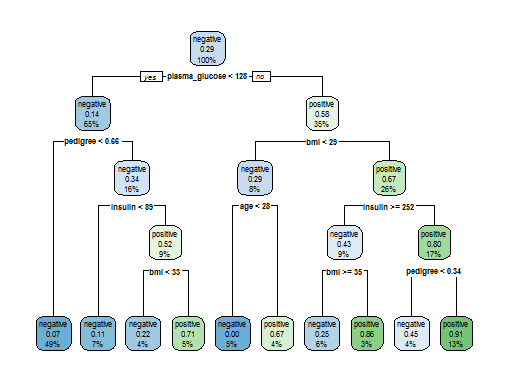 negative
0.29
100%
yes plasma_glucose < 128 no
negative
0.14
65%
positive
0.58
35%
pedigree < 0.66
bmi < 29
negative
0.34
16%
negative
0.29
8%
positive
0.67
26%
insulin < 89
age < 28
insulin >= 252
positive
0.52
9%
negative
0.43
9%
positive
0.80
17%
bmi < 33
bmi >= 35
pedigree < 0.34
negative
0.07
49%
negative
0.11
7%
negative
0.22
4%
positive
0.71
5%
negative
0.00
5%
positive
0.67
4%
negative
0.25
6%
positive
0.86
3%
negative
0.45
4%
positive
0.91
13%